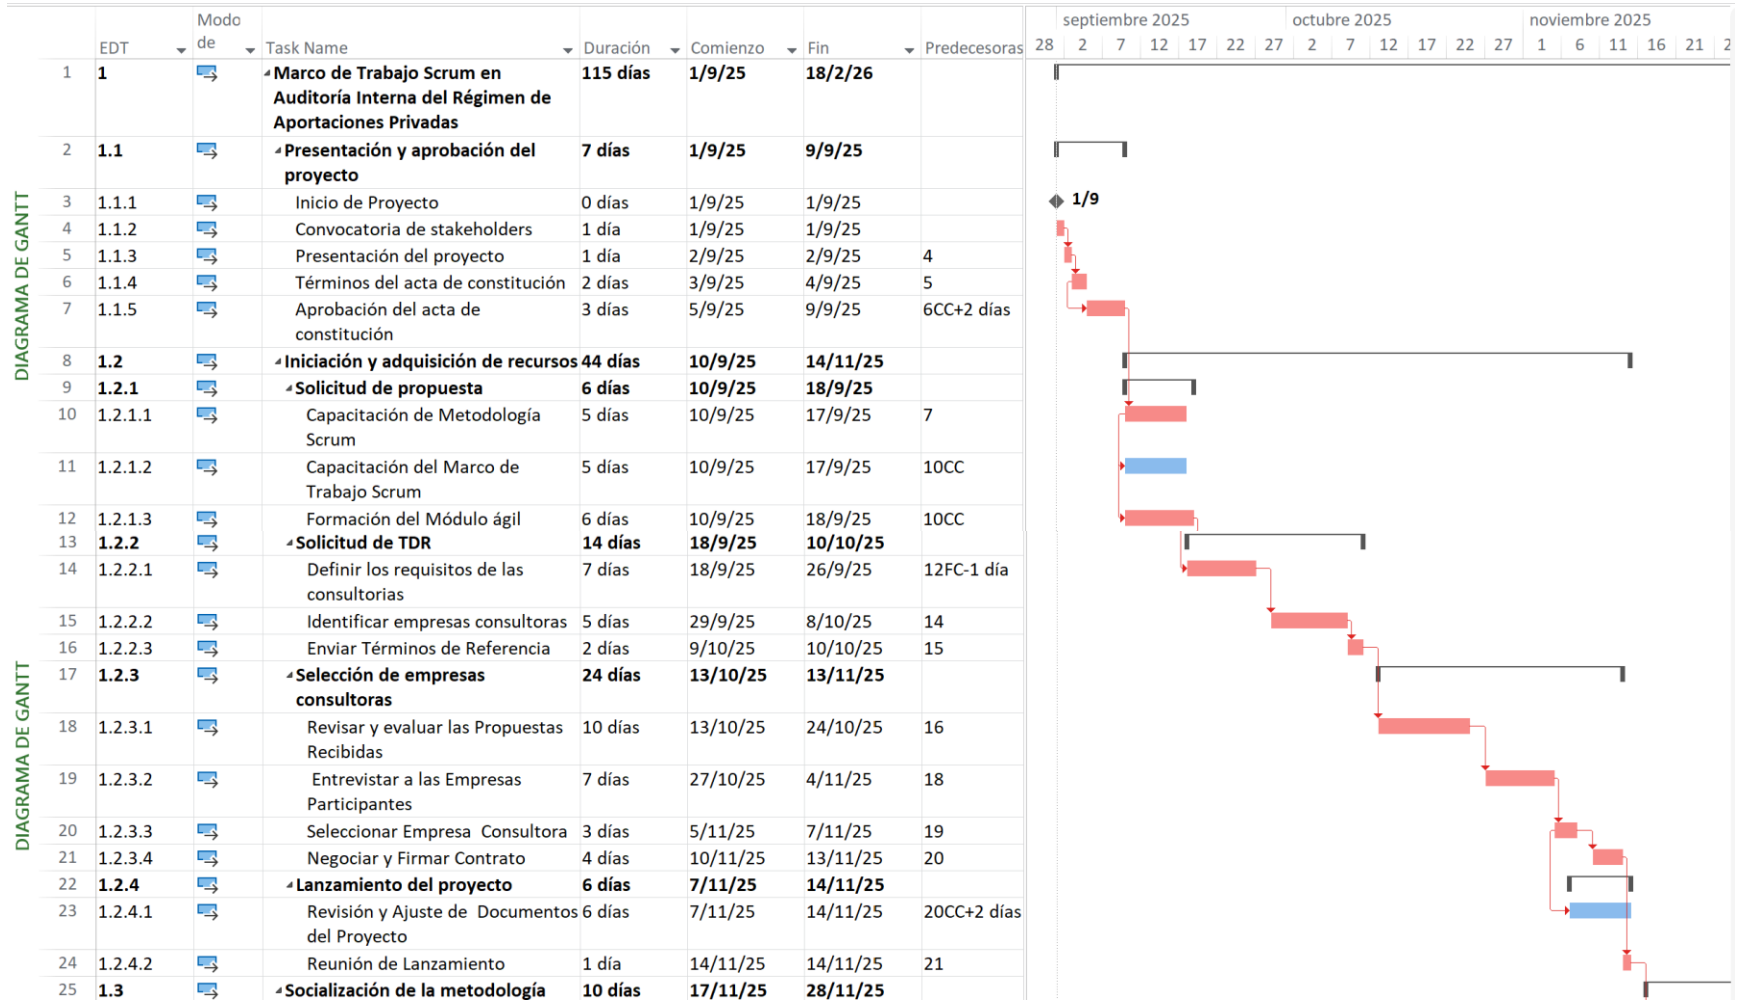 septiembre 2025 octubre 2025 noviembre 2025
Modo
EDT de Task Name Duración Comienzo Fin Predecesoras 28 2 7 12 17 22 27 2 7 12 17 22 27 1 6 11 16 21 2
1 1 Marco de Trabajo Scrum en 115 días 1/9/25 18/2/26
Auditoría Interna del Régimen de
Aportaciones Privadas
2 1.1 Presentación y aprobación del 7 días 1/9/25 9/9/25
proyecto
3 1.1.1 Inicio de Proyecto 0 días 1/9/25 1/9/25 1/9
4 1.1.2 Convocatoria de stakeholders 1 día 1/9/25 1/9/25
5 1.1.3 Presentación del proyecto 1 día 2/9/25 2/9/25 4
6 1.1.4 Términos del acta de constitución 2 días 3/9/25 4/9/25 5
7 1.1.5 Aprobación del acta de 3 días 5/9/25 9/9/25 6CC+2 días
constitución
DIAGRAMA DE GANTT
8 1.2 Iniciación y adquisición de recursos 44 días 10/9/25 14/11/25
9 1.2.1 Solicitud de propuesta 6 días 10/9/25 18/9/25
10 1.2.1.1 Capacitación de Metodología 5 días 10/9/25 17/9/25 7
Scrum
11 1.2.1.2 Capacitación del Marco de 5 días 10/9/25 17/9/25 10CC
Trabajo Scrum
12 1.2.1.3 Formación del Módulo ágil 6 días 10/9/25 18/9/25 10CC
13 1.2.2 Solicitud de TDR 14 días 18/9/25 10/10/25
14 1.2.2.1 Definir los requisitos de las 7 días 18/9/25 26/9/25 12FC-1 día
consultorias
15 1.2.2.2 Identificar empresas consultoras 5 días 29/9/25 8/10/25 14
16 1.2.2.3 Enviar Términos de Referencia 2 días 9/10/25 10/10/25 15
17 1.2.3 Selección de empresas 24 días 13/10/25 13/11/25
consultoras
18 1.2.3.1 Revisar y evaluar las Propuestas 10 días 13/10/25 24/10/25 16
Recibidas
DIAGRAMA DE GANTT
19 1.2.3.2 Entrevistar a las Empresas 7 días 27/10/25 4/11/25 18
Participantes
20 1.2.3.3 Seleccionar Empresa Consultora 3 días 5/11/25 7/11/25 19
21 1.2.3.4 Negociar y Firmar Contrato 4 días 10/11/25 13/11/25 20
22 1.2.4 Lanzamiento del proyecto 6 días 7/11/25 14/11/25
23 1.2.4.1 Revisión y Ajuste de Documentos 6 días 7/11/25 14/11/25 20CC+2 días
del Proyecto
24 1.2.4.2 Reunión de Lanzamiento 1 día 14/11/25 14/11/25 21
25 1.3 Socialización de la metodología 10 días 17/11/25 28/11/25